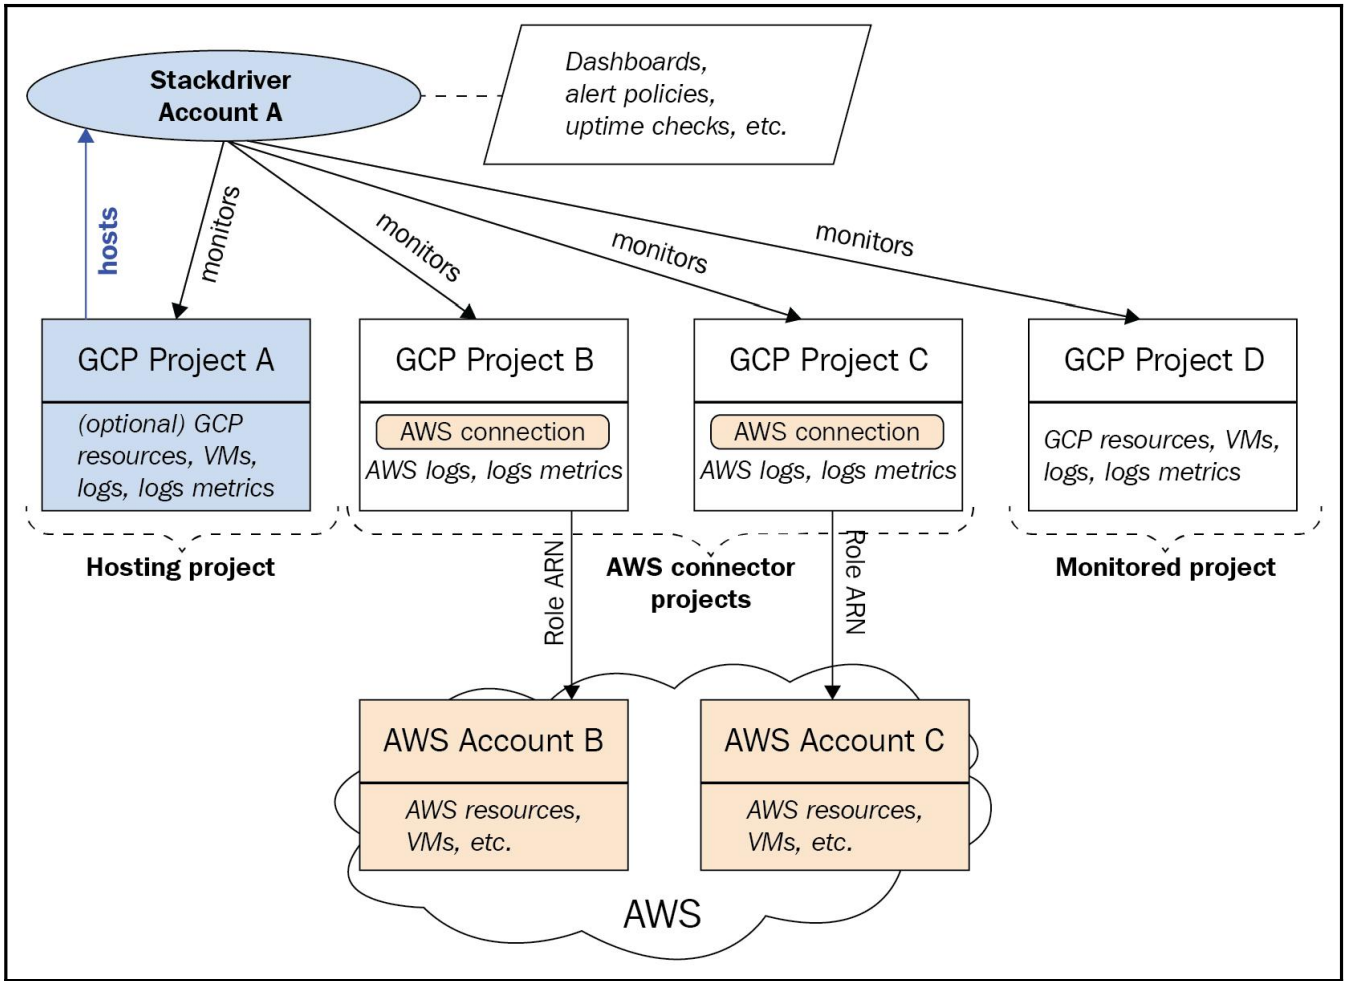 Stackdriver
Account A
Dashboards,
alert policies,
uptime checks, etc.
hosts
monitors
monitors
monitors
monitors
GCP Project A
(optional) GCP
resources, VMs,
logs, logs metrics
GCP Project B
AWS connection
AWS logs, logs metrics
GCP Project C
AWS connection
AWS logs, logs metrics
GCP Project D
GCP resources, VMs,
logs, logs metrics
Hosting project
AWS connector
projects
Monitored project
Role ARN
Role ARN
AWS Account B
AWS resources,
VMs, etc.
AWS Account C
AWS resources,
VMs, etc.
AWS